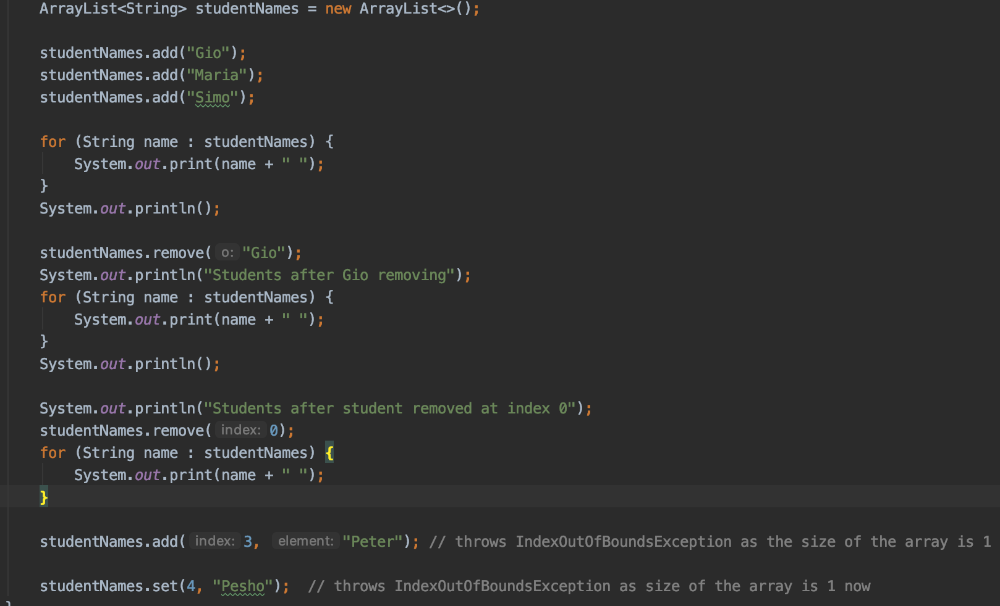 ArrayList<String> studentNames = new ArrayList<>();
studentNames.add("Gio");
studentNames.add("Maria");
studentNames.add("Simo");
for (String name : studentNames) {
System.out.print(name + " ");
}
System.out.println();
studentNames.remove( o: "Gio");
System.out.println("Students after Gio removing");
for (String name : studentNames) {
System.out.print(name + " ");
}
System.out.println();
System.out.println("Students after student removed at index 0");
studentNames.remove( index: 0);
for (String name : studentNames) {
System.out.print(name + " ");
}
studentNames.add( index: 3, element: "Peter"); // throws IndexOutOfBoundsException as the size of the array is 1
studentNames.set(4, "Pesho"); // throws IndexOutOfBoundsException as size of the array is 1 now
}